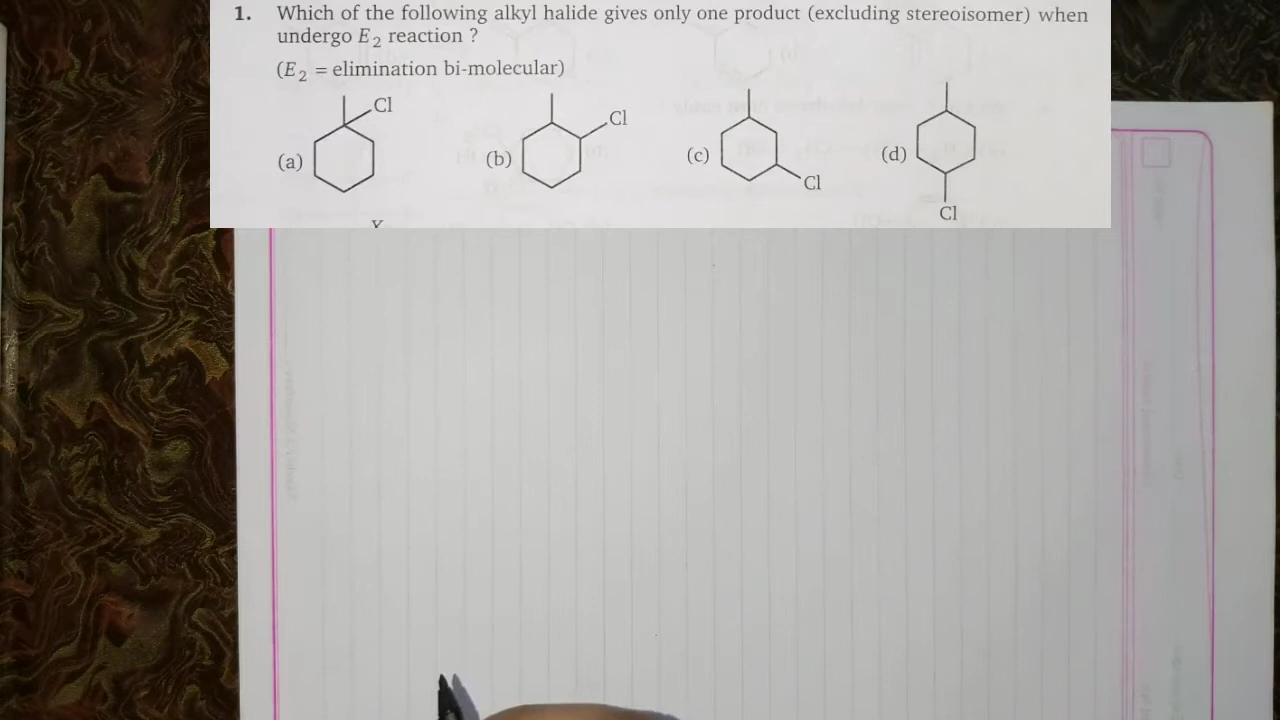 1. Which of the following alkyl halide gives only one product (excluding stereoisomer) when
undergo E₂ reaction ?
(E₂ = elimination bi-molecular)
(a) Cl
(b) Cl
(c) Cl
(d) Cl